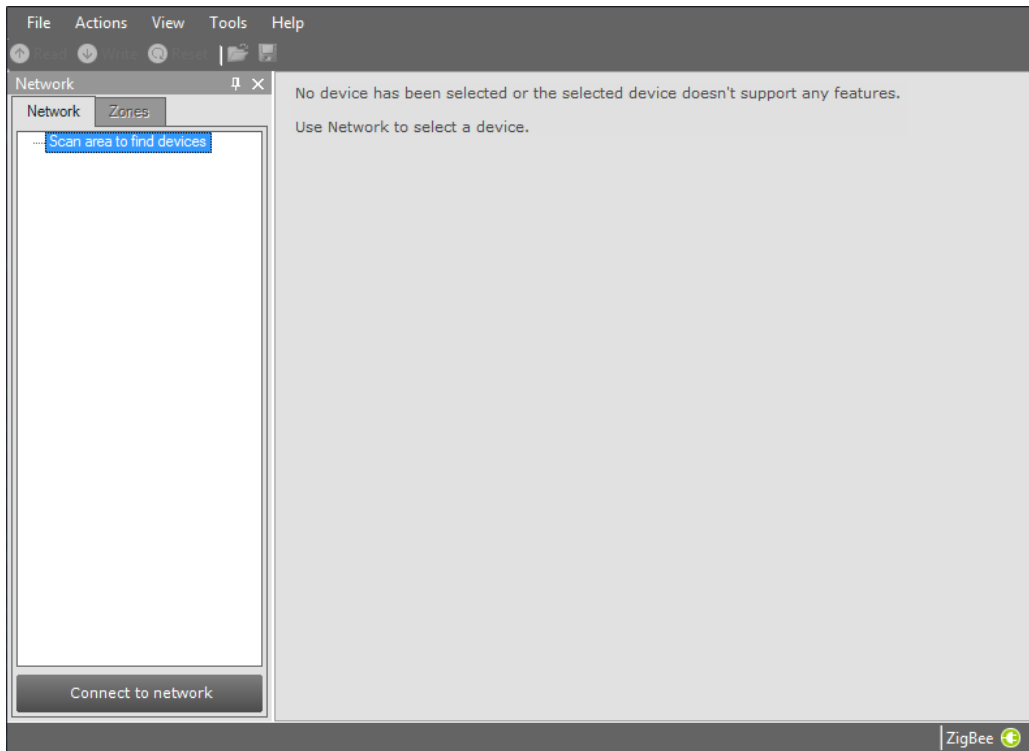 File Actions View Tools Help
Read Write Reset
Network
Network Zones
Scan area to find devices
No device has been selected or the selected device doesn't support any features.
Use Network to select a device.
Connect to network
ZigBee